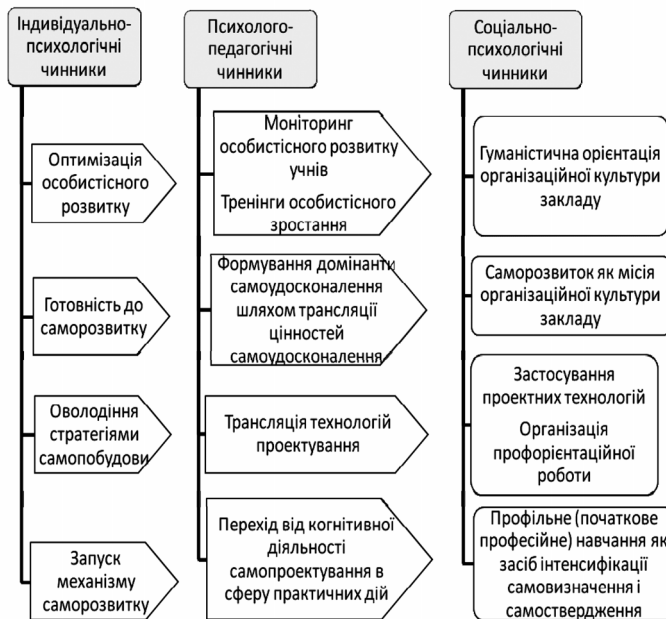 Індивідуально-
психологічні
чинники
Оптимізація
особистісного
розвитку
Готовність до
саморозвитку
Оволодіння
стратегіями
самопобудови
Запуск
механізму
саморозвитку
Психолого-
педагогічні
чинники
Моніторинг
особистісного розвитку
учнів
Тренінги особистісного
зростання
Формування домінанти
самоудосконалення
шляхом трансляції
цінностей
самоудосконалення
Трансляція технологій
проектування
Перехід від когнітивної
діяльності
самопроектування в
сферу практичних дій
Соціально-
психологічні
чинники
Гуманістична орієнтація
організаційної культури
закладу
Саморозвиток як місія
організаційної культури
закладу
Застосування
проектних технологій
Організація
профорієнтаційної
роботи
Профільне (початкове
професійне) навчання як
засіб інтенсифікації
самовизначення і
самоствердження